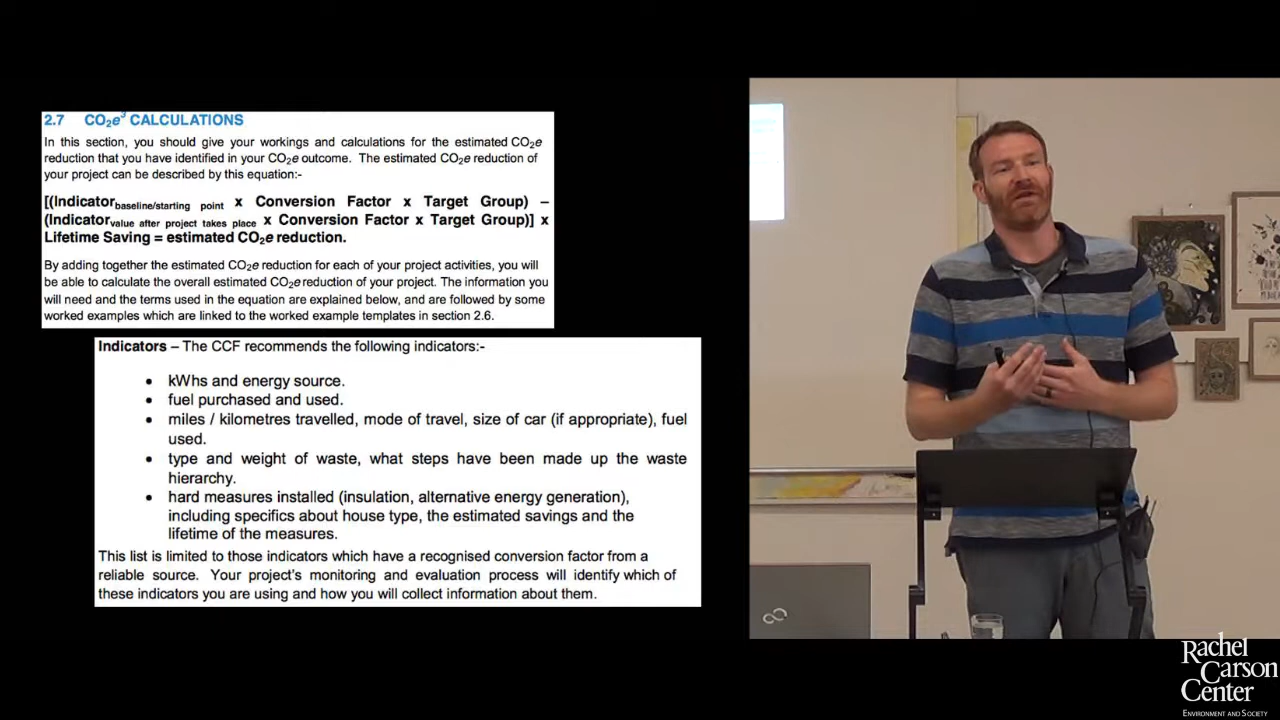 2.7 CO2e3 CALCULATIONS
In this section, you should give your workings and calculations for the estimated CO2e
reduction that you have identified in your CO2e outcome. The estimated CO2e reduction of
your project can be described by this equation:-
[(Indicatorbaseline/starting point x Conversion Factor x Target Group) –
(Indicatorvalue after project takes place x Conversion Factor x Target Group)] x
Lifetime Saving = estimated CO2e reduction.
By adding together the estimated CO2e reduction for each of your project activities, you will
be able to calculate the overall estimated CO2e reduction of your project. The information you
will need and the terms used in the equation are explained below, and are followed by some
worked examples which are linked to the worked example templates in section 2.6.
Indicators – The CCF recommends the following indicators:-
• kWhs and energy source.
• fuel purchased and used.
• miles / kilometres travelled, mode of travel, size of car (if appropriate), fuel
used.
• type and weight of waste, what steps have been made up the waste
hierarchy.
• hard measures installed (insulation, alternative energy generation),
including specifics about house type, the estimated savings and the
lifetime of the measures.
This list is limited to those indicators which have a recognised conversion factor from a
reliable source. Your project's monitoring and evaluation process will identify which of
these indicators you are using and how you will collect information about them.
Rachel
Carson
Center
ENVIRONMENT AND SOCIETY